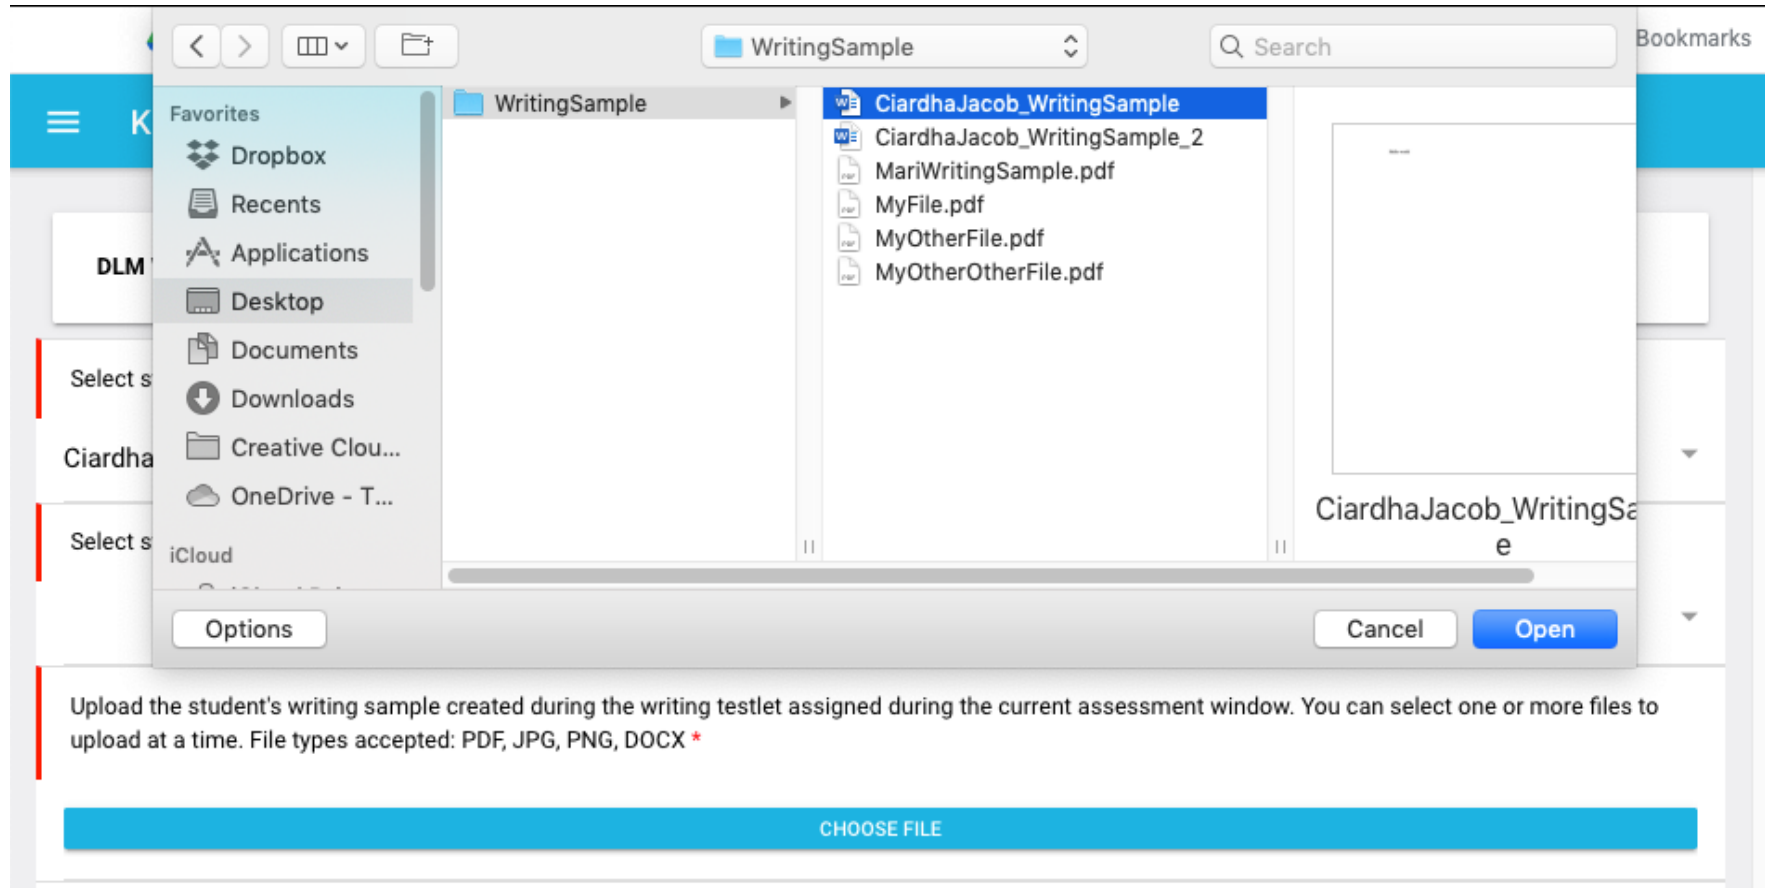 WritingSample
Search
Bookmarks
K
Favorites
Dropbox
Recents
Applications
Desktop
Documents
Downloads
Creative Clou...
OneDrive - T...
iCloud
WritingSample
CiardhaJacob_WritingSample
CiardhaJacob_WritingSample_2
MariWritingSample.pdf
MyFile.pdf
MyOtherFile.pdf
MyOtherOtherFile.pdf
CiardhaJacob_WritingSa
e
Options
Cancel
Open
DLM
Select s
Ciardha
Select s
Upload the student's writing sample created during the writing testlet assigned during the current assessment window. You can select one or more files to
upload at a time. File types accepted: PDF, JPG, PNG, DOCX *
CHOOSE FILE